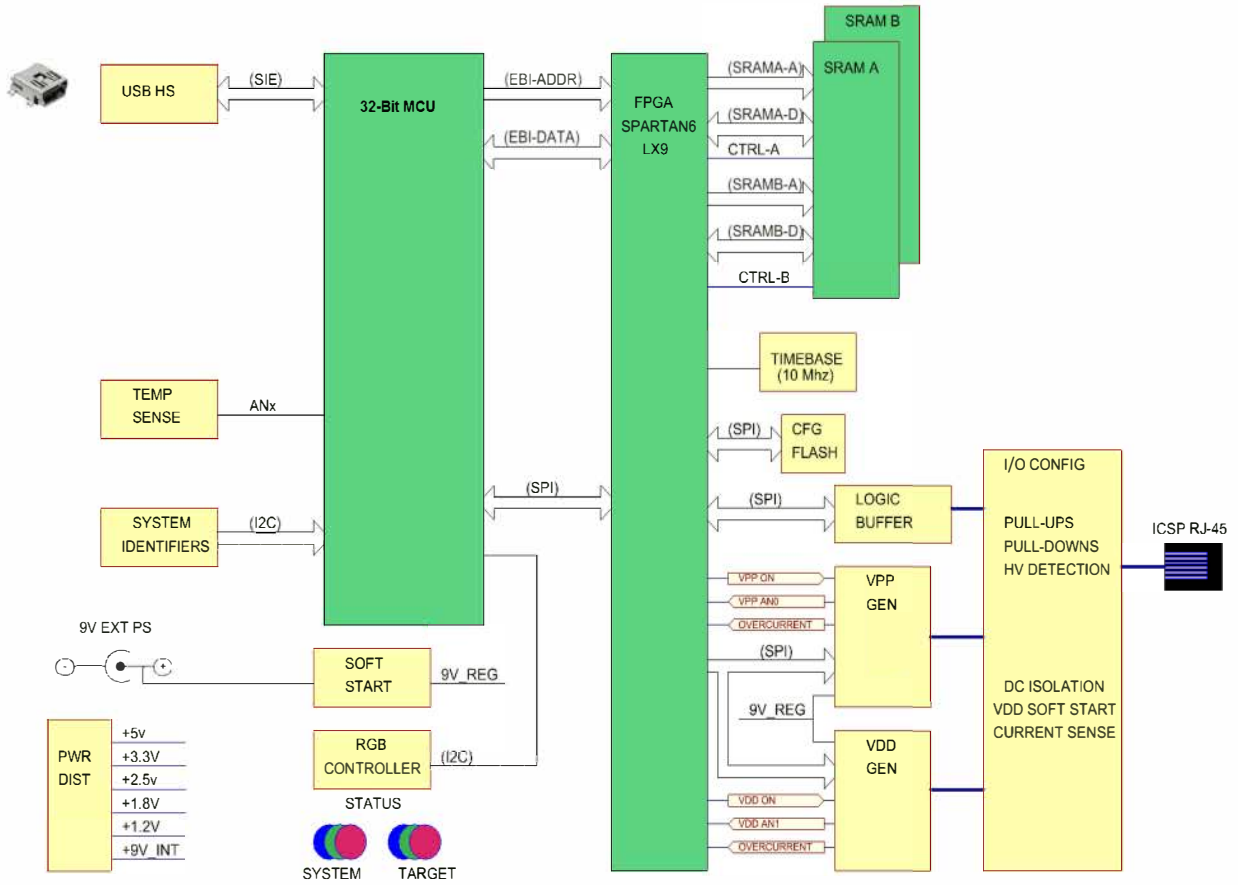 SRAM B
SRAM A
USB HS
(SIE)
32-Bit MCU
(EBI-ADDR)
(EBI-DATA)
FPGA
SPARTAN6
LX9
(SRAMA-A)
(SRAMA-D)
CTRL-A
(SRAMB-A)
(SRAMB-D)
CTRL-B
TIMEBASE
(10 Mhz)
TEMP
SENSE
ANx
(SPI)
CFG
FLASH
(SPI)
(SPI)
LOGIC
BUFFER
I/O CONFIG
PULL-UPS
PULL-DOWNS
HV DETECTION
DC ISOLATION
VDD SOFT START
CURRENT SENSE
ICSP RJ-45
SYSTEM
IDENTIFIERS
(I2C)
VPP ON
VPP AN0
OVERCURRENT
(SPI)
VPP
GEN
9V_REG
9V EXT PS
-
+
SOFT
START
9V_REG
RGB
CONTROLLER
(I2C)
VDD
GEN
VDD ON
VDD AN1
OVERCURRENT
PWR
DIST
+5v
+3.3V
+2.5v
+1.8V
+1.2V
+9V_INT
STATUS
SYSTEM
TARGET